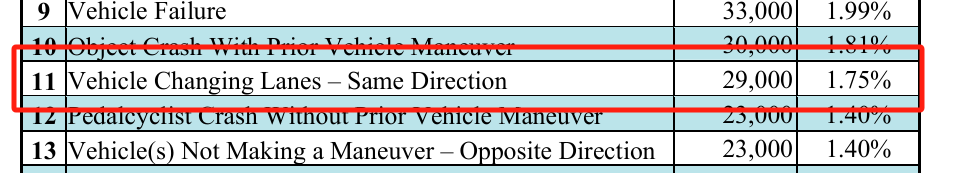 9 Vehicle Failure 33,000 1.99%
10 Object Crash With Prior Vehicle Maneuver 30,000 1.81%
11 Vehicle Changing Lanes – Same Direction 29,000 1.75%
12 Pedalcyclist Crash Without Prior Vehicle Maneuver 23,000 1.40%
13 Vehicle(s) Not Making a Maneuver – Opposite Direction 23,000 1.40%